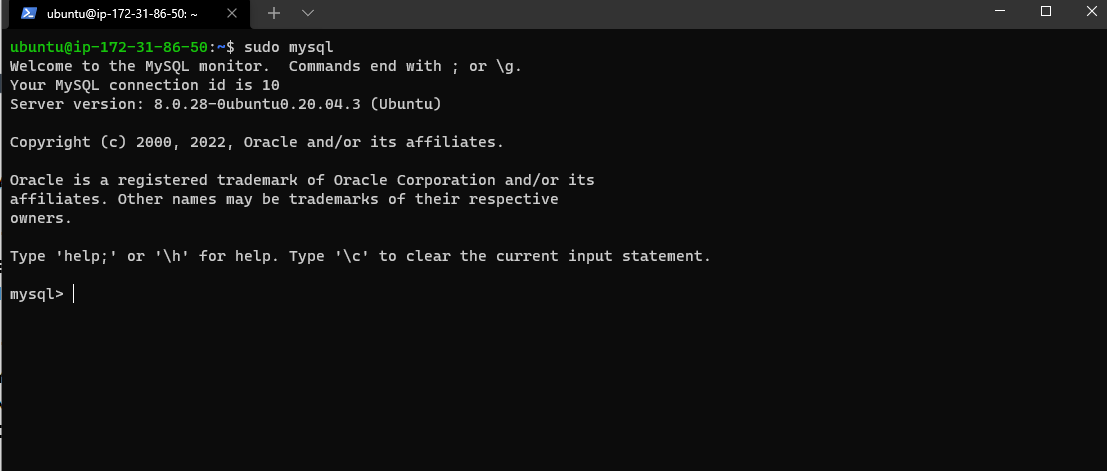 ubuntu@ip-172-31-86-50: ~
ubuntu@ip-172-31-86-50:~$ sudo mysql
Welcome to the MySQL monitor.  Commands end with ; or \g.
Your MySQL connection id is 10
Server version: 8.0.28-0ubuntu0.20.04.3 (Ubuntu)
Copyright (c) 2000, 2022, Oracle and/or its affiliates.
Oracle is a registered trademark of Oracle Corporation and/or its
affiliates. Other names may be trademarks of their respective
owners.
Type 'help;' or '\h' for help. Type '\c' to clear the current input statement.
mysql>